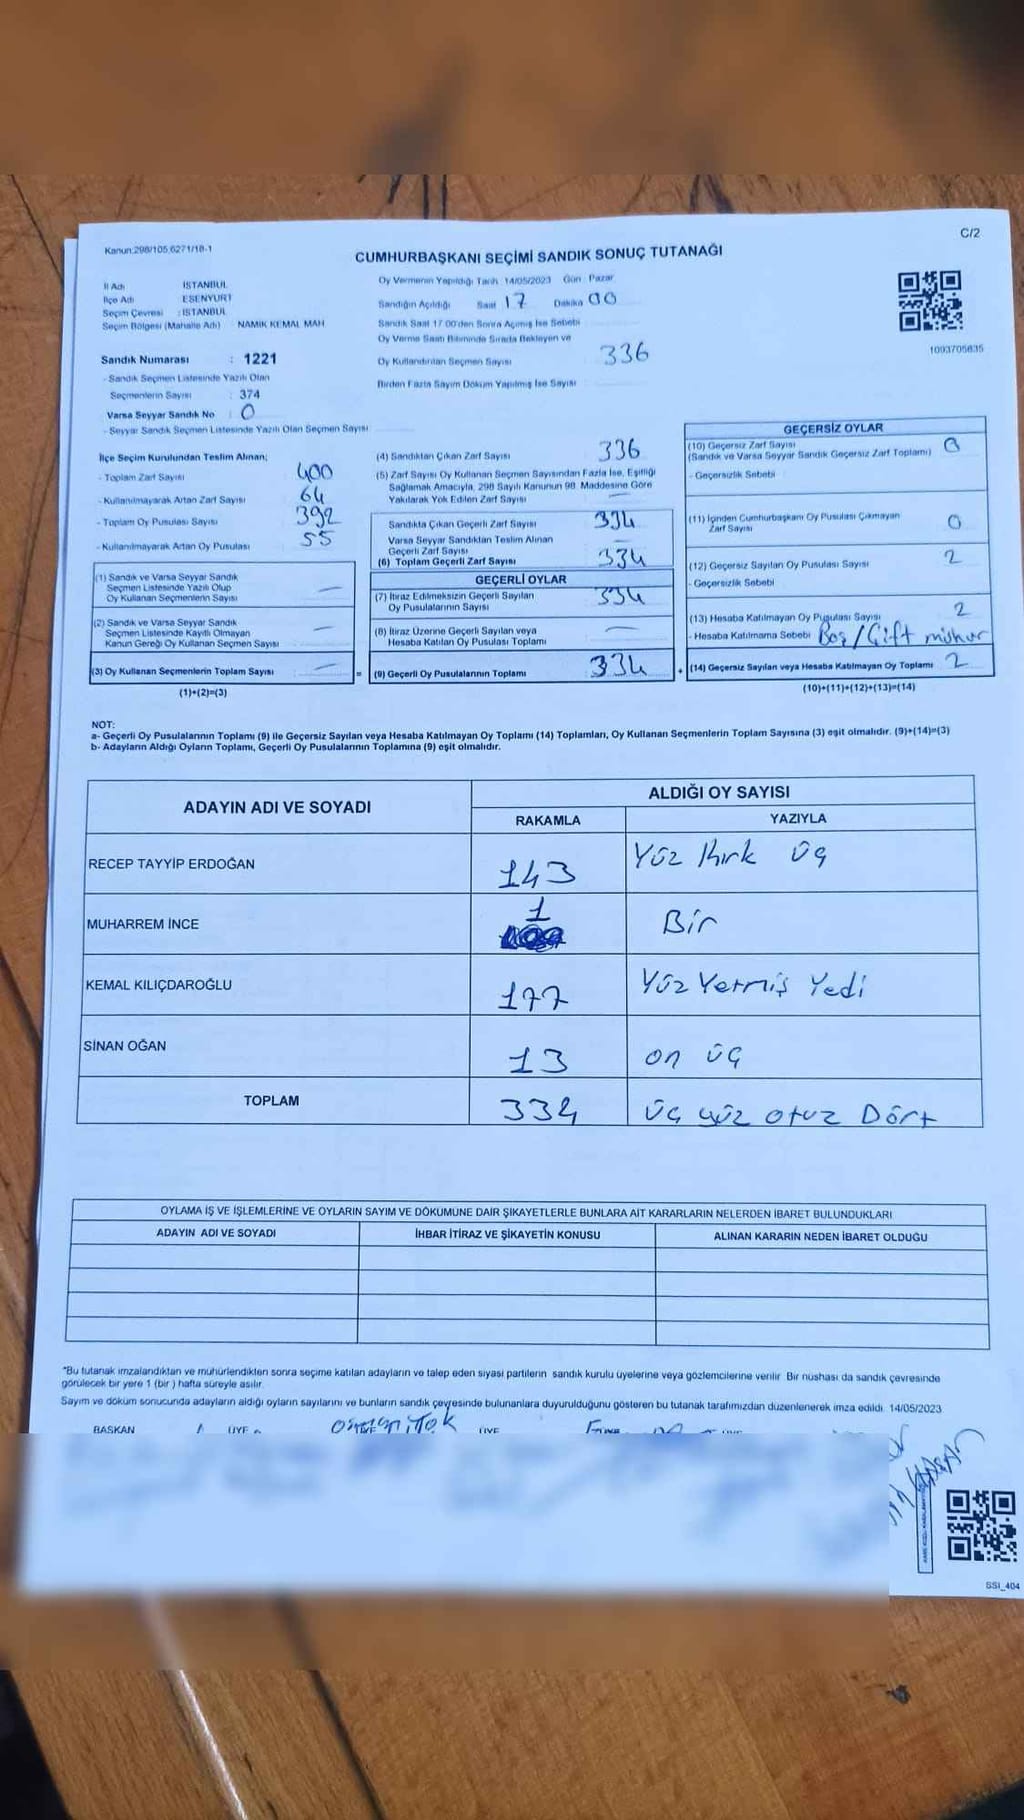 Kanun:298/105,6271/18-1
C/2
CUMHURBAŞKANI SEÇİMİ SANDIK SONUÇ TUTANAĞI
İl Adı İSTANBUL
İlçe Adı ESENYURT
Seçim Çevresi : İSTANBUL
Seçim Bölgesi (Mahalle Adı) : NAMIK KEMAL MAH
Sandık Numarası : 1221
- Sandık Seçmen Listesinde Yazılı Olan
Seçmenlerin Sayısı : 374
Varsa Seyyar Sandık No : 0
- Seyyar Sandık Seçmen Listesinde Yazılı Olan Seçmen Sayısı
Oy Vermenin Yapıldığı Tarih 14/05/2023 Gün Pazar
Sandığın Açıldığı Saat 17 Dakika 00
Sandık Saat 17.00'den Sonra Açılmış İse Sebebi
Oy Verme Saati Bitiminde Sırada Bekleyen ve
Oy Kullandırılan Seçmen Sayısı 336
Birden Fazla Sayım Döküm Yapılmış İse Sayısı
1093705635
İlçe Seçim Kurulundan Teslim Alınan;
- Toplam Zarf Sayısı 400
- Kullanılmayarak Artan Zarf Sayısı 64
- Toplam Oy Pusulası Sayısı 392
- Kullanılmayarak Artan Oy Pusulası 55
(1) Sandık ve Varsa Seyyar Sandık
Seçmen Listesinde Yazılı Olup
Oy Kullanan Seçmenlerin Sayısı —
(2) Sandık ve Varsa Seyyar Sandık
Seçmen Listesinde Kayıtlı Olmayan
Kanun Gereği Oy Kullanan Seçmen Sayısı —
(3) Oy Kullanan Seçmenlerin Toplam Sayısı —
(1)+(2)=(3)
(4) Sandıktan Çıkan Zarf Sayısı 336
(5) Zarf Sayısı Oy Kullanan Seçmen Sayısından Fazla İse, Eşitliği
Sağlamak Amacıyla, 298 Sayılı Kanunun 98. Maddesine Göre
Yakılarak Yok Edilen Zarf Sayısı —
Sandıkta Çıkan Geçerli Zarf Sayısı 334
Varsa Seyyar Sandıktan Teslim Alınan
Geçerli Zarf Sayısı
(6) Toplam Geçerli Zarf Sayısı 334
GEÇERLİ OYLAR
(7) İtiraz Edilmeksizin Geçerli Sayılan
Oy Pusulalarının Sayısı 334
(8) İtiraz Üzerine Geçerli Sayılan veya
Hesaba Katılan Oy Pusulası Toplamı —
= (9) Geçerli Oy Pusulalarının Toplamı 334 +
GEÇERSİZ OYLAR
(10) Geçersiz Zarf Sayısı 0
(Sandık ve Varsa Seyyar Sandık Geçersiz Zarf Toplamı)
- Geçersizlik Sebebi
(11) İçinden Cumhurbaşkanı Oy Pusulası Çıkmayan
Zarf Sayısı 0
(12) Geçersiz Sayılan Oy Pusulası Sayısı 2
- Geçersizlik Sebebi
(13) Hesaba Katılmayan Oy Pusulası Sayısı 2
- Hesaba Katılmama Sebebi Boş/Çift mühür
(14) Geçersiz Sayılan veya Hesaba Katılmayan Oy Toplamı 2
(10)+(11)+(12)+(13)=(14)
NOT:
a- Geçerli Oy Pusulalarının Toplamı (9) ile Geçersiz Sayılan veya Hesaba Katılmayan Oy Toplamı (14) Toplamları, Oy Kullanan Seçmenlerin Toplam Sayısına (3) eşit olmalıdır. (9)+(14)=(3)
b- Adayların Aldığı Oyların Toplamı, Geçerli Oy Pusulalarının Toplamına (9) eşit olmalıdır.
ADAYIN ADI VE SOYADI
ALDIĞI OY SAYISI
RAKAMLA YAZIYLA
RECEP TAYYİP ERDOĞAN 143 Yüz Kırk üç
MUHARREM İNCE 1 Bir
KEMAL KILIÇDAROĞLU 177 Yüz Yetmiş Yedi
SİNAN OĞAN 13 on üç
TOPLAM 334 üç yüz otuz Dört
OYLAMA İŞ VE İŞLEMLERİNE VE OYLARIN SAYIM VE DÖKÜMÜNE DAİR ŞİKAYETLERLE BUNLARA AİT KARARLARIN NELERDEN İBARET BULUNDUKLARI
ADAYIN ADI VE SOYADI İHBAR İTİRAZ VE ŞİKAYETİN KONUSU ALINAN KARARIN NEDEN İBARET OLDUĞU
*Bu tutanak imzalandıktan ve mühürlendikten sonra seçime katılan adayların ve talep eden siyasi partilerin sandık kurulu üyelerine veya gözlemcilerine verilir. Bir nüshası da sandık çevresinde
görülecek bir yere 1 (bir) hafta süreyle asılır.
Sayım ve döküm sonucunda adayların aldığı oyların sayılarını ve bunların sandık çevresinde bulunanlara duyurulduğunu gösteren bu tutanak tarafımızdan düzenlenerek imza edildi. 14/05/2023
BAŞKAN ÜYE ÜYE
SSI_404